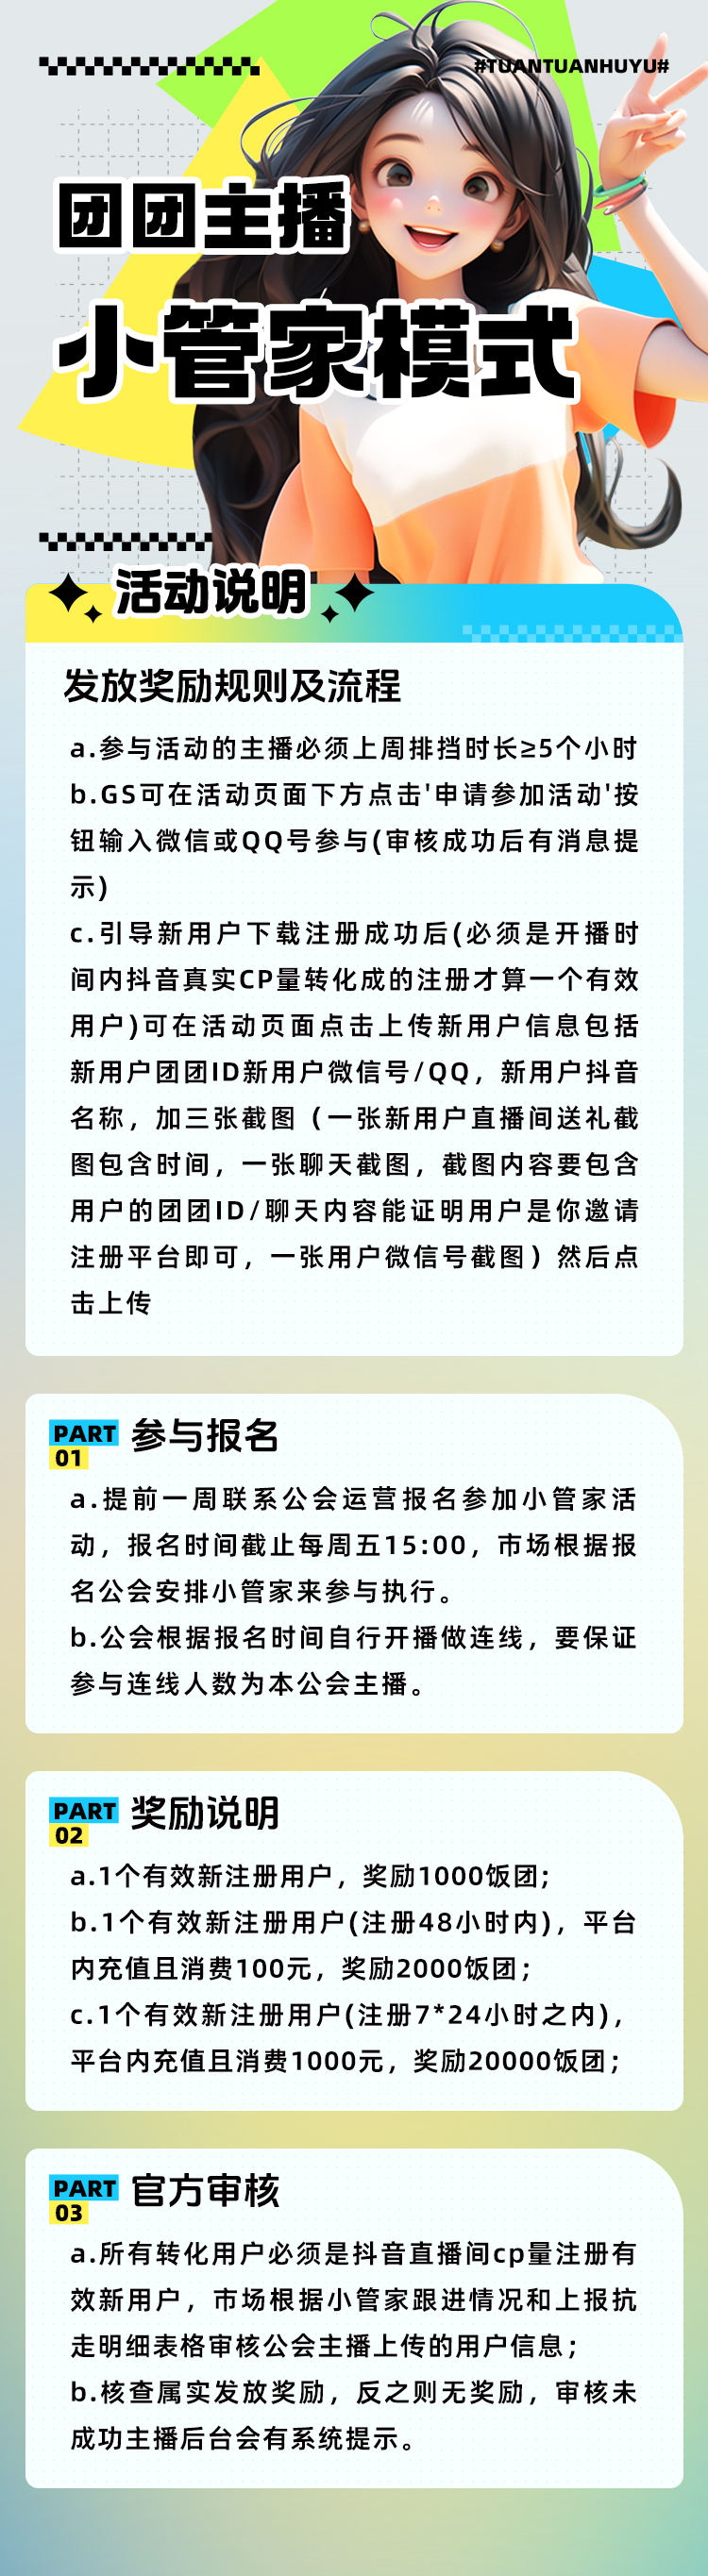 #TUANTUANHUYU#
团团主播
小管家模式
活动说明
发放奖励规则及流程
a.参与活动的主播必须上周排挡时长≥5个小时
b.GS可在活动页面下方点击'申请参加活动'按
钮输入微信或QQ号参与(审核成功后有消息提
示)
c.引导新用户下载注册成功后(必须是开播时
间内抖音真实CP量转化成的注册才算一个有效
用户)可在活动页面点击上传新用户信息包括
新用户团团ID新用户微信号/QQ，新用户抖音
名称，加三张截图（一张新用户直播间送礼截
图包含时间，一张聊天截图，截图内容要包含
用户的团团ID/聊天内容能证明用户是你邀请
注册平台即可，一张用户微信号截图）然后点
击上传
PART 参与报名
01
a.提前一周联系公会运营报名参加小管家活
动，报名时间截止每周五15:00，市场根据报
名公会安排小管家来参与执行。
b.公会根据报名时间自行开播做连线，要保证
参与连线人数为本公会主播。
PART 奖励说明
02
a.1个有效新注册用户，奖励1000饭团；
b.1个有效新注册用户(注册48小时内)，平台
内充值且消费100元，奖励2000饭团；
c.1个有效新注册用户(注册7*24小时之内)，
平台内充值且消费1000元，奖励20000饭团；
PART 官方审核
03
a.所有转化用户必须是抖音直播间cp量注册有
效新用户，市场根据小管家跟进情况和上报抗
走明细表格审核公会主播上传的用户信息；
b.核查属实发放奖励，反之则无奖励，审核未
成功主播后台会有系统提示。